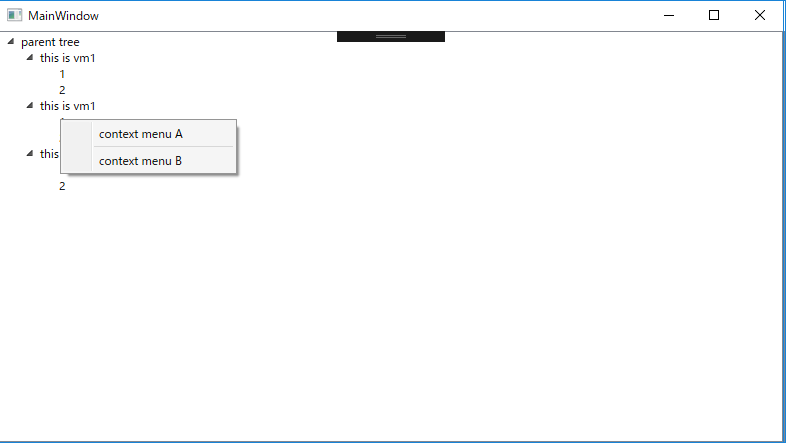 MainWindow
parent tree
this is vm1
1
2
this is vm1
context menu A
this
context menu B
2